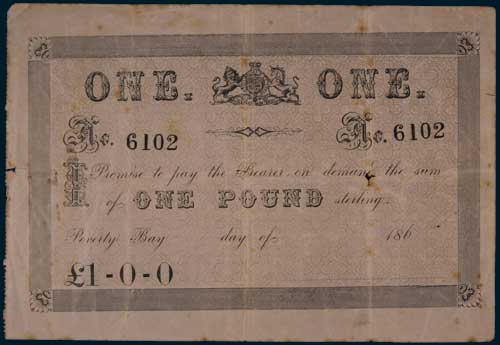 ONE. ONE.
No. 6102 No. 6102
I Promise to pay the Bearer on demand the sum
of ONE POUND sterling.
Poverty Bay day of 186
£1-0-0